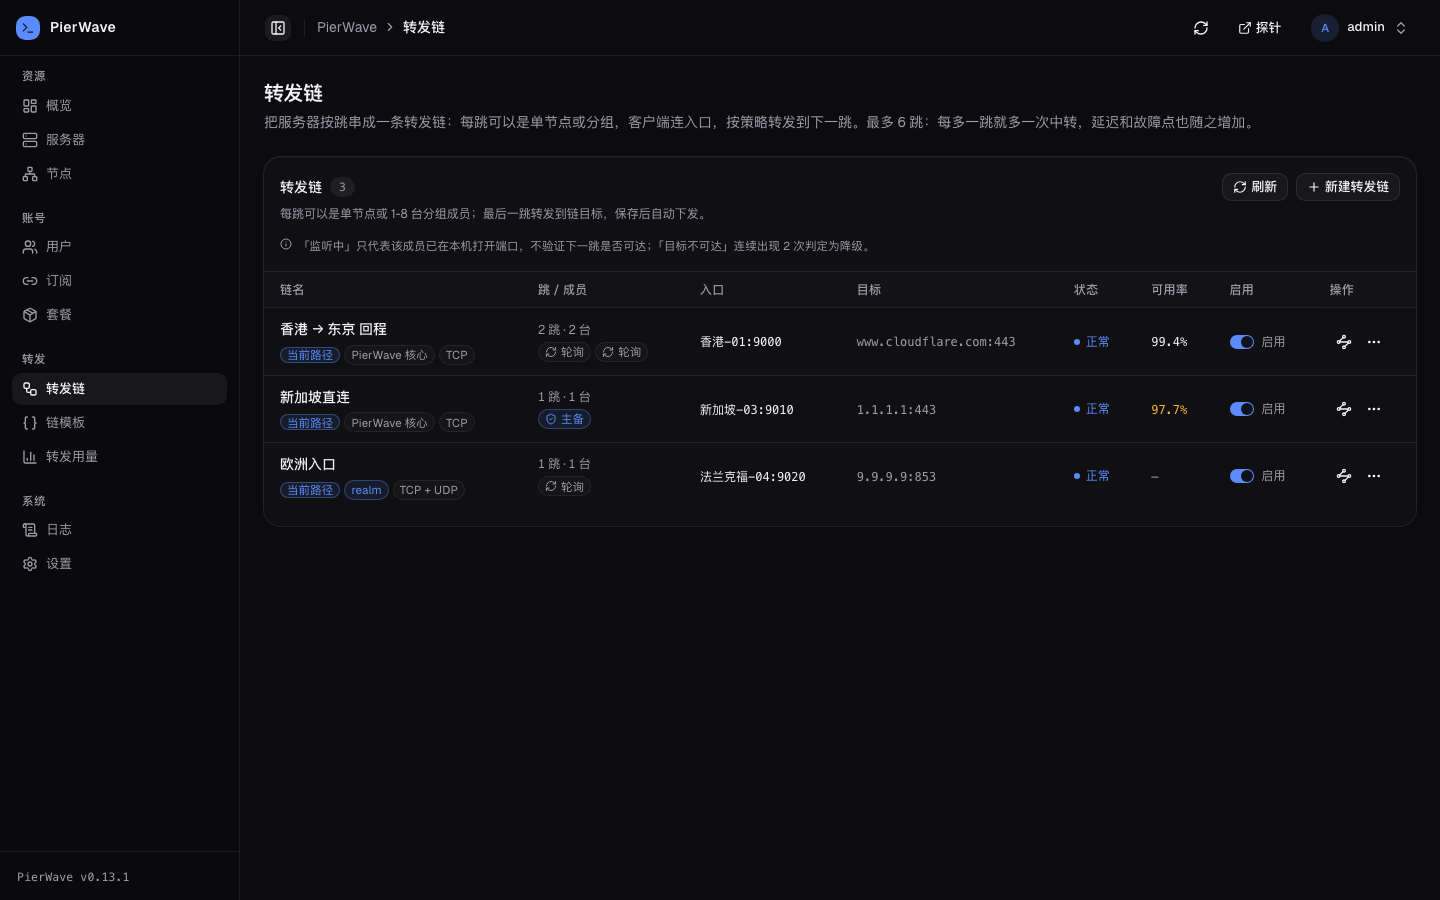 PierWave
PierWave > 转发链
探针
A admin
资源
概览
服务器
节点
账号
用户
订阅
套餐
转发
转发链
链模板
转发用量
系统
日志
设置
PierWave v0.13.1
转发链
把服务器按跳串成一条转发链：每跳可以是单节点或分组，客户端连入口，按策略转发到下一跳。最多 6 跳：每多一跳就多一次中转，延迟和故障点也随之增加。
转发链 3
刷新
新建转发链
每跳可以是单节点或 1-8 台分组成员；最后一跳转发到链目标，保存后自动下发。
「监听中」只代表该成员已在本机打开端口，不验证下一跳是否可达；「目标不可达」连续出现 2 次判定为降级。
链名 跳 / 成员 入口 目标 状态 可用率 启用 操作
香港 → 东京 回程
当前路径 PierWave 核心 TCP
2 跳 · 2 台
轮询 轮询
香港-01:9000
www.cloudflare.com:443
正常
99.4%
启用
新加坡直连
当前路径 PierWave 核心 TCP
1 跳 · 1 台
主备
新加坡-03:9010
1.1.1.1:443
正常
97.7%
启用
欧洲入口
当前路径 realm TCP + UDP
1 跳 · 1 台
轮询
法兰克福-04:9020
9.9.9.9:853
正常
—
启用